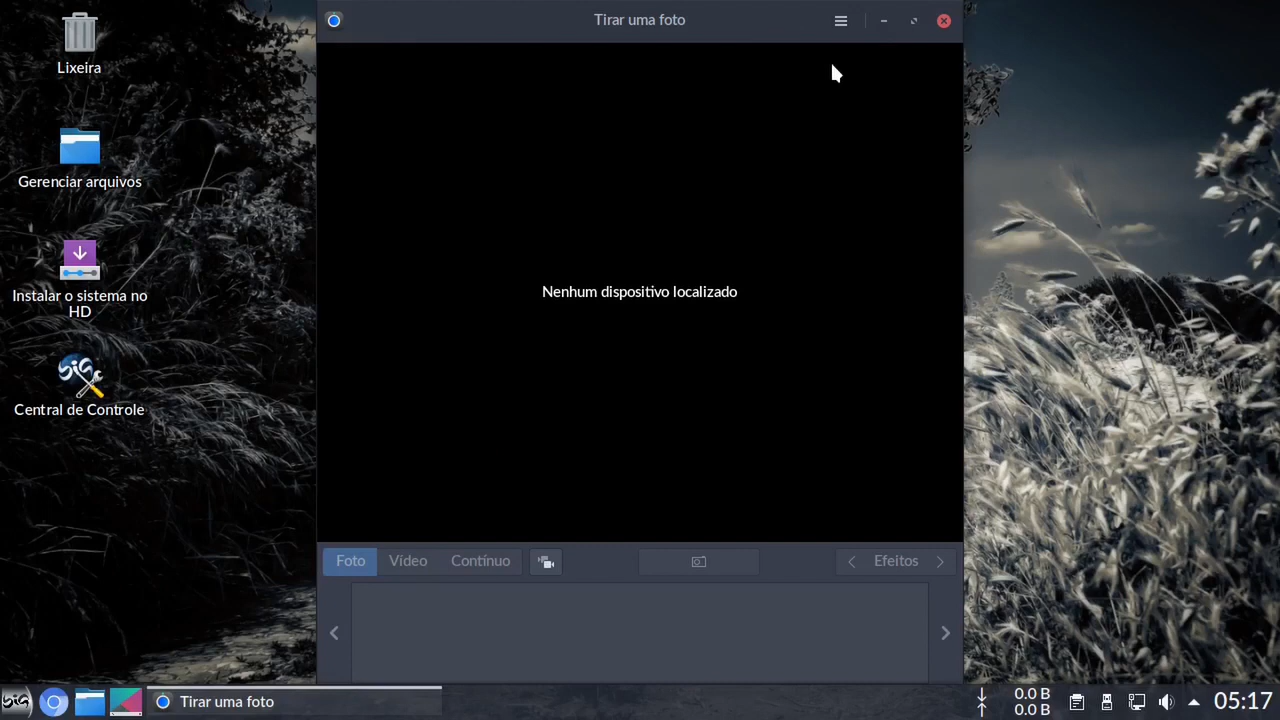 Tirar uma foto
Lixeira
Gerenciar arquivos
Instalar o sistema no
HD
Central de Controle
Nenhum dispositivo localizado
Foto
Vídeo
Contínuo
Efeitos
Tirar uma foto
0.0 B
0.0 B
05:17